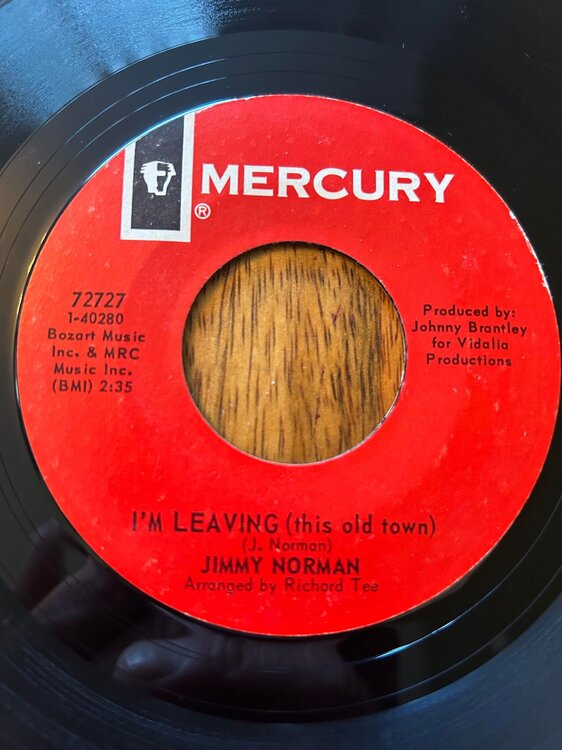 MERCURY
®
72727
1-40280
Bozart Music
Inc. & MRC
Music Inc.
(BMI) 2:35
Produced by:
Johnny Brantley
for Vidalia
Productions
I'M LEAVING (this old town)
(J. Norman)
JIMMY NORMAN
Arranged by Richard Tee